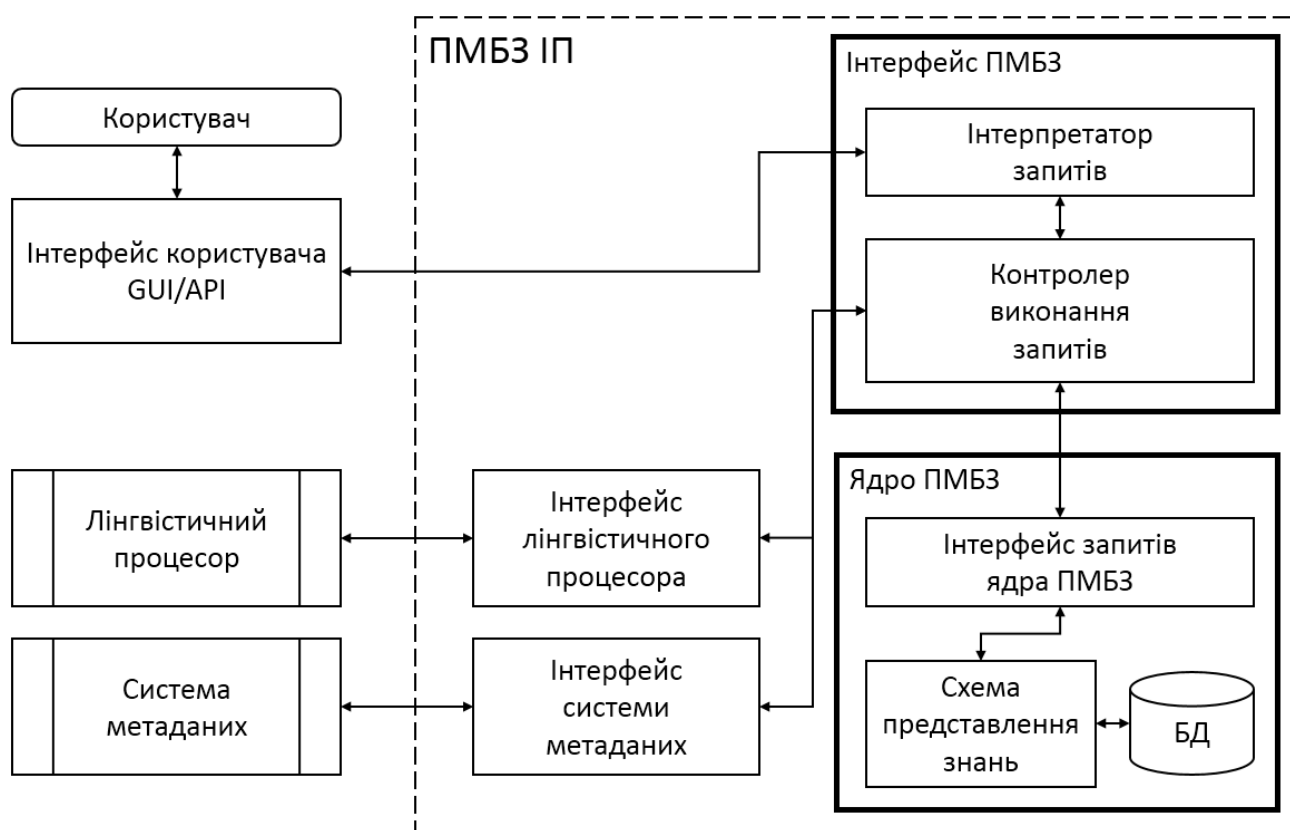 ПМБЗ ІП
Інтерфейс ПМБЗ
Користувач
Інтерпретатор
запитів
Інтерфейс користувача
GUI/API
Контролер
виконання
запитів
Ядро ПМБЗ
Лінгвістичний
процесор
Інтерфейс
лінгвістичного
процесора
Інтерфейс запитів
ядра ПМБЗ
Система
метаданих
Інтерфейс
системи
метаданих
Схема
представлення
знань
БД